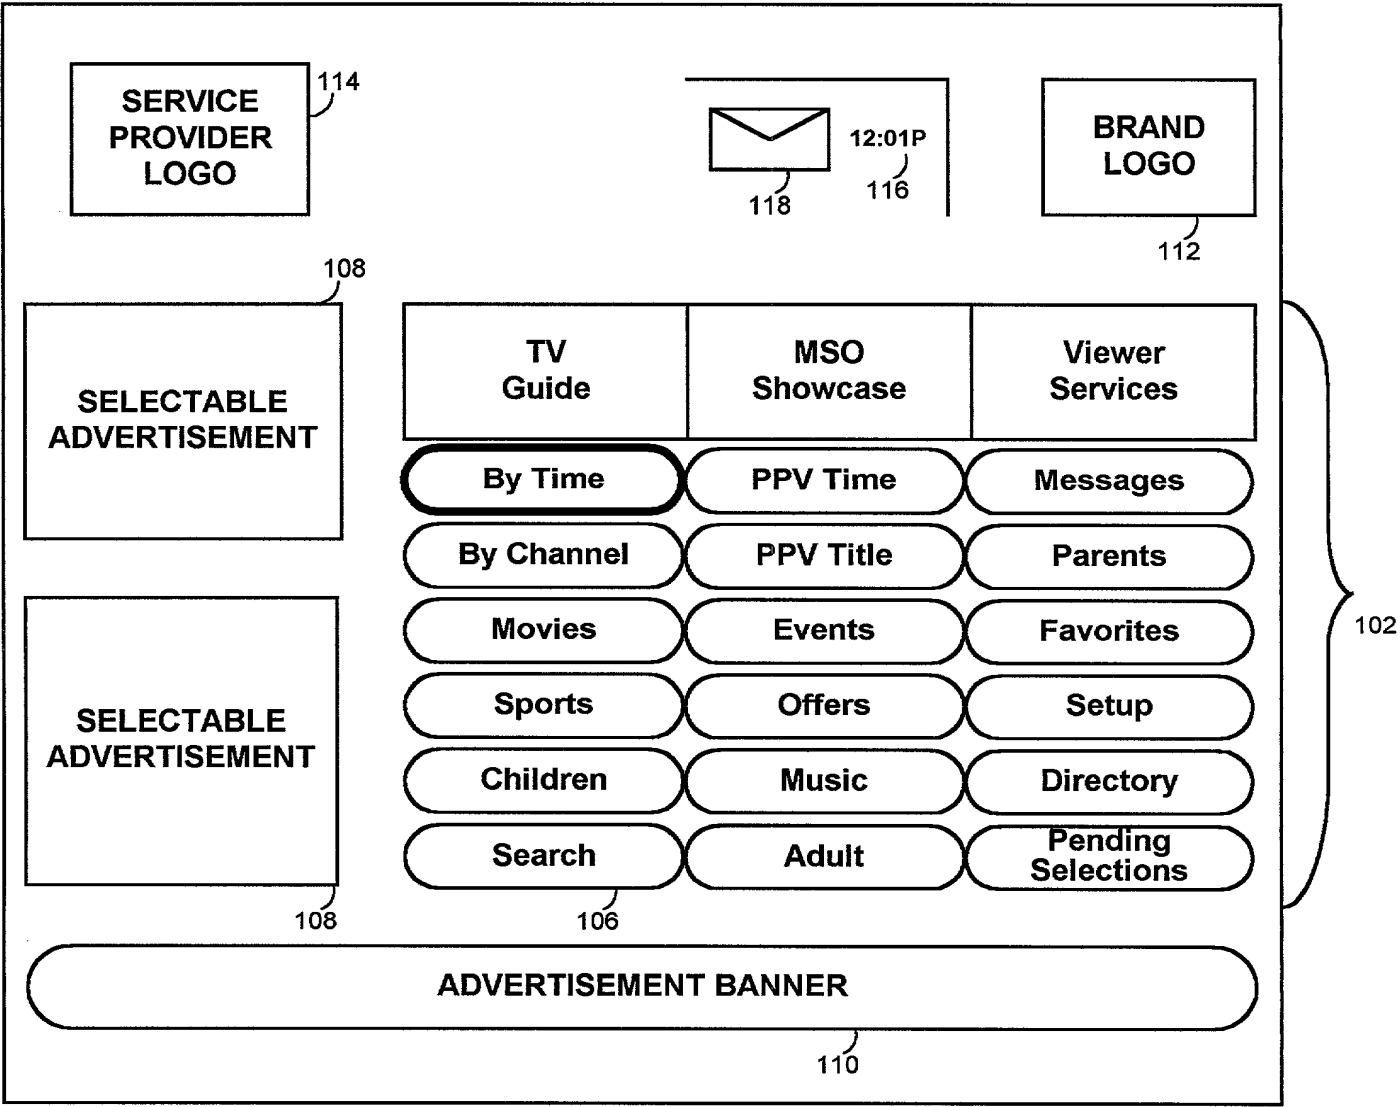 SERVICE
PROVIDER
LOGO
114
12:01P
118
116
BRAND
LOGO
112
108
SELECTABLE
ADVERTISEMENT
TV
Guide
MSO
Showcase
Viewer
Services
By Time
PPV Time
Messages
By Channel
PPV Title
Parents
Movies
Events
Favorites
102
Sports
Offers
Setup
SELECTABLE
ADVERTISEMENT
Children
Music
Directory
Search
Adult
Pending
Selections
108
106
ADVERTISEMENT BANNER
110